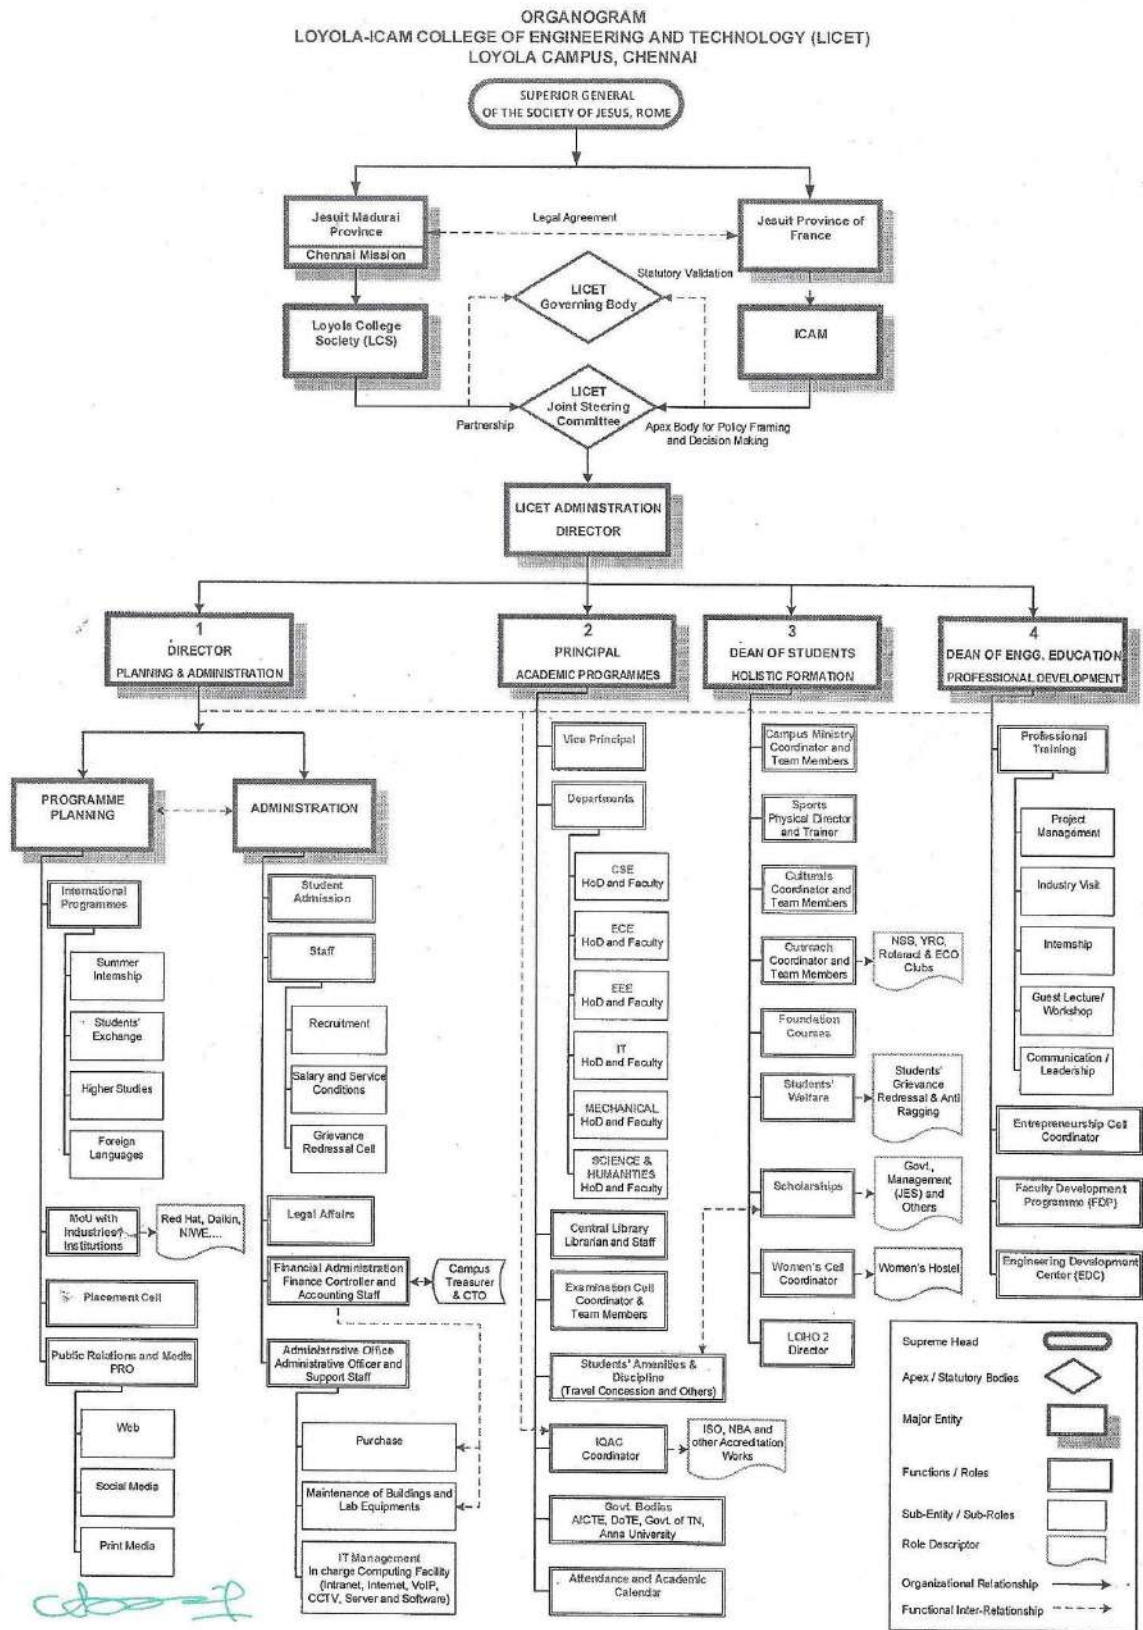 ORGANOGRAM
LOYOLA-ICAM COLLEGE OF ENGINEERING AND TECHNOLOGY (LICET)
LOYOLA CAMPUS, CHENNAI
SUPERIOR GENERAL
OF THE SOCIETY OF JESUS, ROME
Jesuit Madurai
Province
Chennai Mission
Legal Agreement
Jesuit Province of
France
LICET
Governing Body
Statutory Validation
Loyola College
Society (LCS)
ICAM
LICET
Joint Steering
Committee
Partnership
Apex Body for Policy Framing
and Decision Making
LICET ADMINISTRATION
DIRECTOR
1
DIRECTOR
PLANNING & ADMINISTRATION
2
PRINCIPAL
ACADEMIC PROGRAMMES
3
DEAN OF STUDENTS
HOLISTIC FORMATION
4
DEAN OF ENGG. EDUCATION
PROFESSIONAL DEVELOPMENT
PROGRAMME
PLANNING
ADMINISTRATION
International
Programmes
Summer
Internship
Students'
Exchange
Higher Studies
Foreign
Languages
MoU with
Industries/
Institutions
Red Hat, Daikin,
NIWE....
Placement Cell
Public Relations and Media
PRO
Web
Social Media
Print Media
Student
Admission
Staff
Recruitment
Salary and Service
Conditions
Grievance
Redressal Cell
Legal Affairs
Financial Administration
Finance Controller and
Accounting Staff
Campus
Treasurer
& CTO
Administrative Office
Administrative Officer and
Support Staff
Purchase
Maintenance of Buildings and
Lab Equipments
IT Management
In charge Computing Facility
(Intranet, Internet, VoIP,
CCTV, Server and Software)
Vice Principal
Departments
CSE
HoD and Faculty
ECE
HoD and Faculty
EEE
HoD and Faculty
IT
HoD and Faculty
MECHANICAL
HoD and Faculty
SCIENCE &
HUMANITIES
HoD and Faculty
Central Library
Librarian and Staff
Examination Cell
Coordinator &
Team Members
Students' Amenities &
Discipline
(Travel Concession and Others)
IQAC
Coordinator
ISO, NBA and
other Accreditation
Works
Govt. Bodies
AICTE, DoTE, Govt. of TN,
Anna University
Attendance and Academic
Calendar
Campus Ministry
Coordinator and
Team Members
Sports
Physical Director
and Trainer
Culturals
Coordinator and
Team Members
Outreach
Coordinator and
Team Members
NSS, YRC,
Rotaract & ECO
Clubs
Foundation
Courses
Students'
Welfare
Students'
Grievance
Redressal & Anti
Ragging
Scholarships
Govt.,
Management
(JES) and
Others
Women's Cell
Coordinator
Women's Hostel
LOHO 2
Director
Professional
Training
Project
Management
Industry Visit
Internship
Guest Lecture/
Workshop
Communication /
Leadership
Entrepreneurship Cell
Coordinator
Faculty Development
Programme (FDP)
Engineering Development
Center (EDC)
Supreme Head
Apex / Statutory Bodies
Major Entity
Functions / Roles
Sub-Entity / Sub-Roles
Role Descriptor
Organizational Relationship
Functional Inter-Relationship